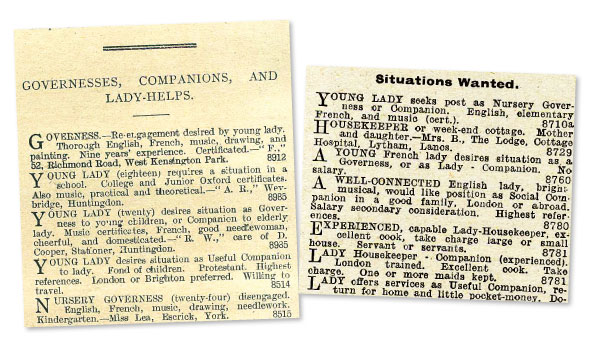 GOVERNESSES, COMPANIONS, AND
LADY-HELPS.
GOVERNESS.—Re-engagement desired by young lady.
Thorough English, French, music, drawing, and
painting. Nine years' experience. Certificated.—"F.,"
52, Richmond Road, West Kensington Park. 8912
YOUNG LADY (eighteen) requires a situation in a
school. College and Junior Oxford certificates.
Also music, practical and theoretical.—"A. R.," Wey-
bridge, Huntingdon. 8985
YOUNG LADY (twenty) desires situation as Gover-
ness to young children, or Companion to elderly
lady. Music certificates, French, good needlewoman,
cheerful, and domesticated.—"R. W.," care of D.
Cooper, Stationer, Huntingdon. 8985
YOUNG LADY desires situation as Useful Companion
to lady. Fond of children. Protestant. Highest
references. London or Brighton preferred. Willing to
travel. 8514
NURSERY GOVERNESS (twenty-four) disengaged.
English, French, music, drawing, needlework.
Kindergarten.—Miss Lea, Escrick, York. 8515
Situations Wanted.
YOUNG LADY seeks post as Nursery Gover-
ness or Companion. English, elementary
French, and music (cert.). 8710a
HOUSEKEEPER or week-end cottage. Mother
and daughter.—Mrs. B., The Lodge, Cottage
Hospital, Lytham, Lancs. 8729
A YOUNG French lady desires situation as a
Governess, or as Lady - Companion. No
salary. 8760
A WELL-CONNECTED English lady, bright,
musical, would like position as Social Com-
panion in a good family. London or abroad.
Salary secondary consideration. Highest refer-
ences. 8780
EXPERIENCED, capable Lady-Housekeeper, ex-
cellent cook, take charge large or small
house. Servant or servants. 8781
LADY Housekeeper - Companion (experienced).
London trained. Excellent cook. Take
charge. One or more maids kept. 8781
LADY offers services as Useful Companion, re-
turn for home and little pocket-money. Do-